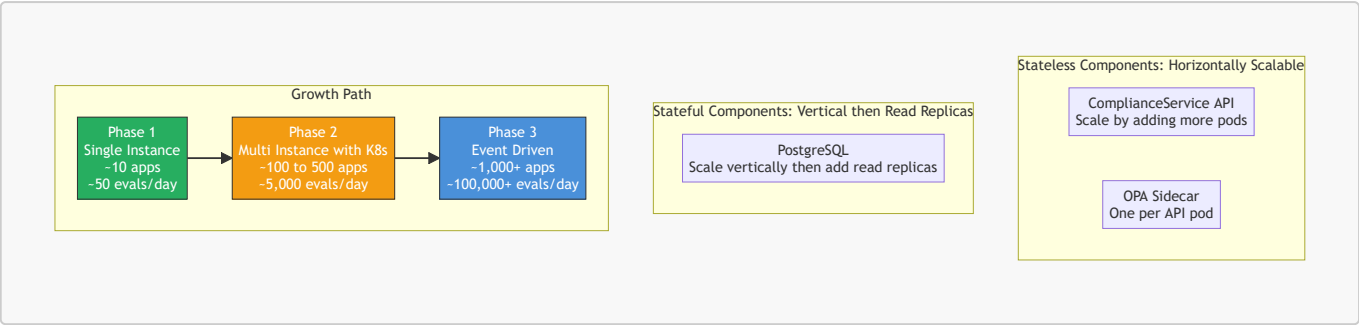 Growth Path
Phase 1
Single Instance
~10 apps
~50 evals/day
Phase 2
Multi Instance with K8s
~100 to 500 apps
~5,000 evals/day
Phase 3
Event Driven
~1,000+ apps
~100,000+ evals/day
Stateful Components: Vertical then Read Replicas
PostgreSQL
Scale vertically then add read replicas
Stateless Components: Horizontally Scalable
ComplianceService API
Scale by adding more pods
OPA Sidecar
One per API pod